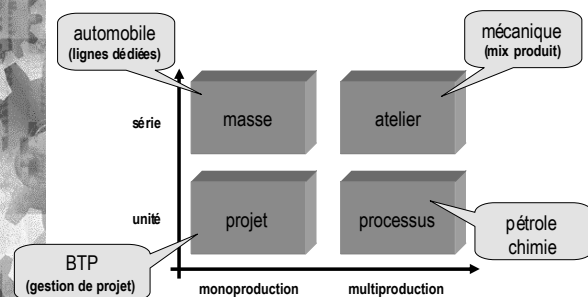 automobile
(lignes dédiées)
mécanique
(mix produit)
série
masse
atelier
unité
projet
processus
BTP
(gestion de projet)
pétrole
chimie
monoproduction
multiproduction